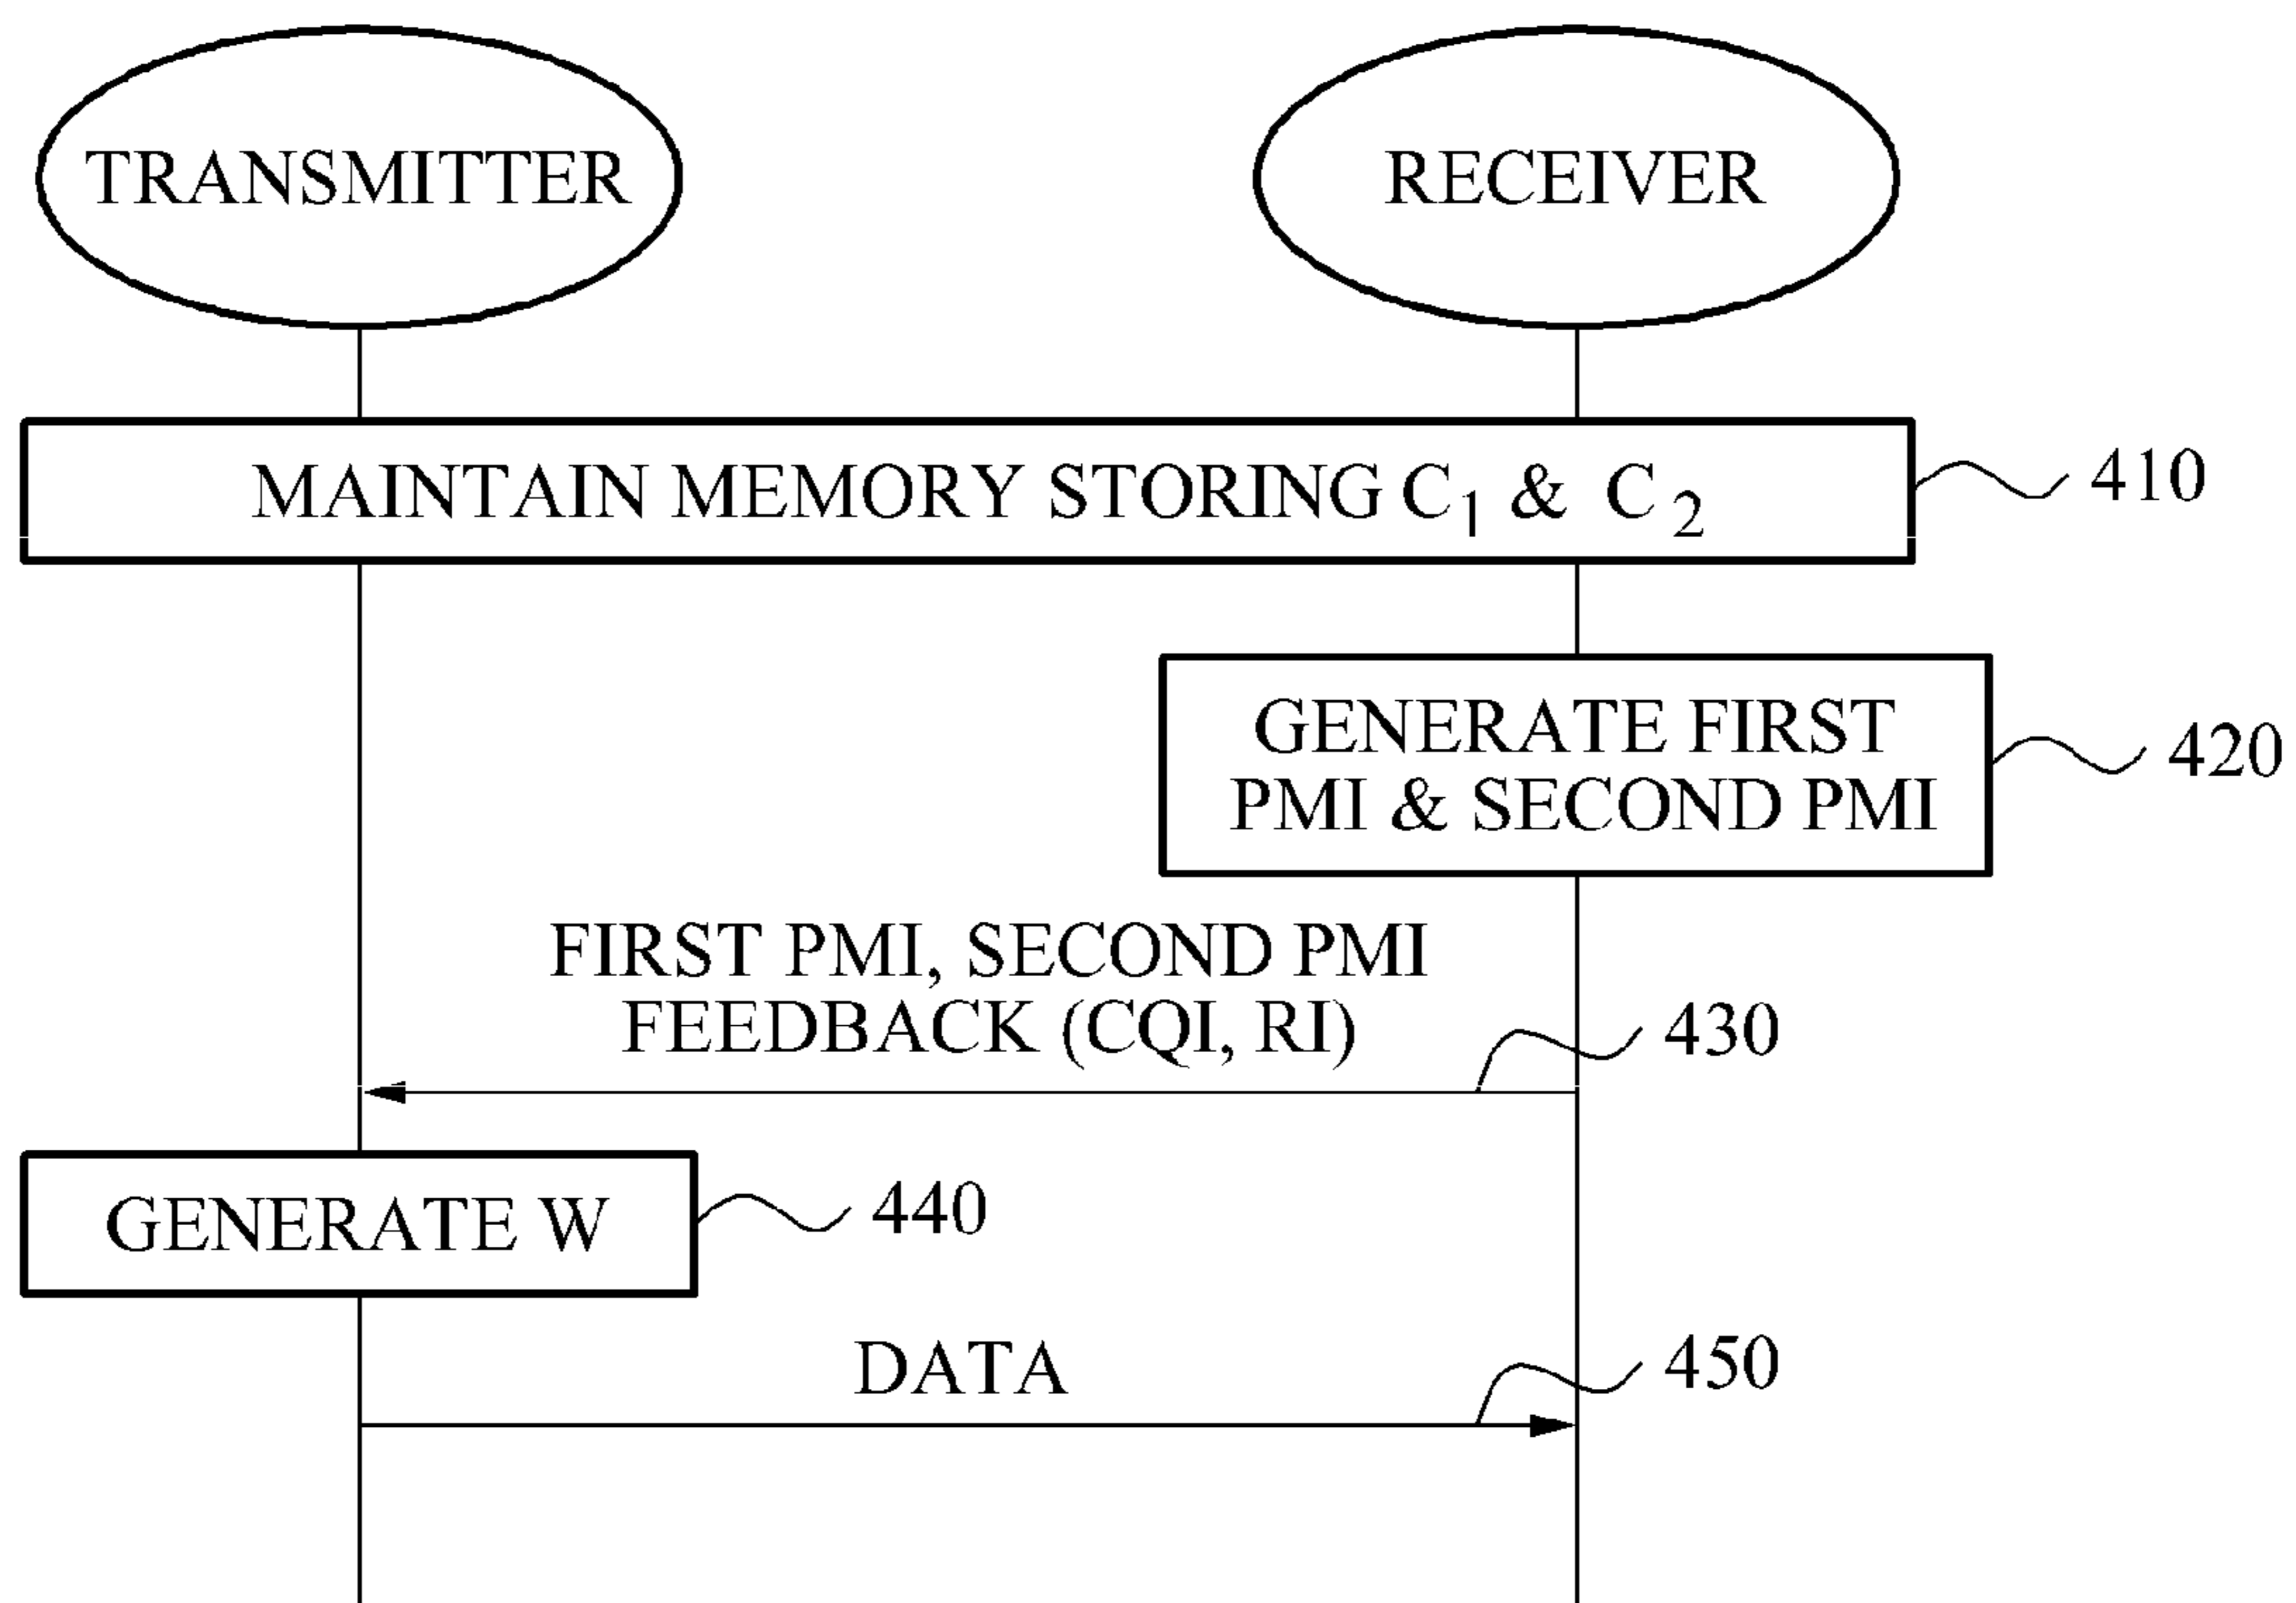 TRANSMITTER
RECEIVER
MAINTAIN MEMORY STORING C1 & C2
410
GENERATE FIRST
PMI & SECOND PMI
420
FIRST PMI, SECOND PMI
FEEDBACK (CQI, RI)
430
GENERATE W
440
DATA
450